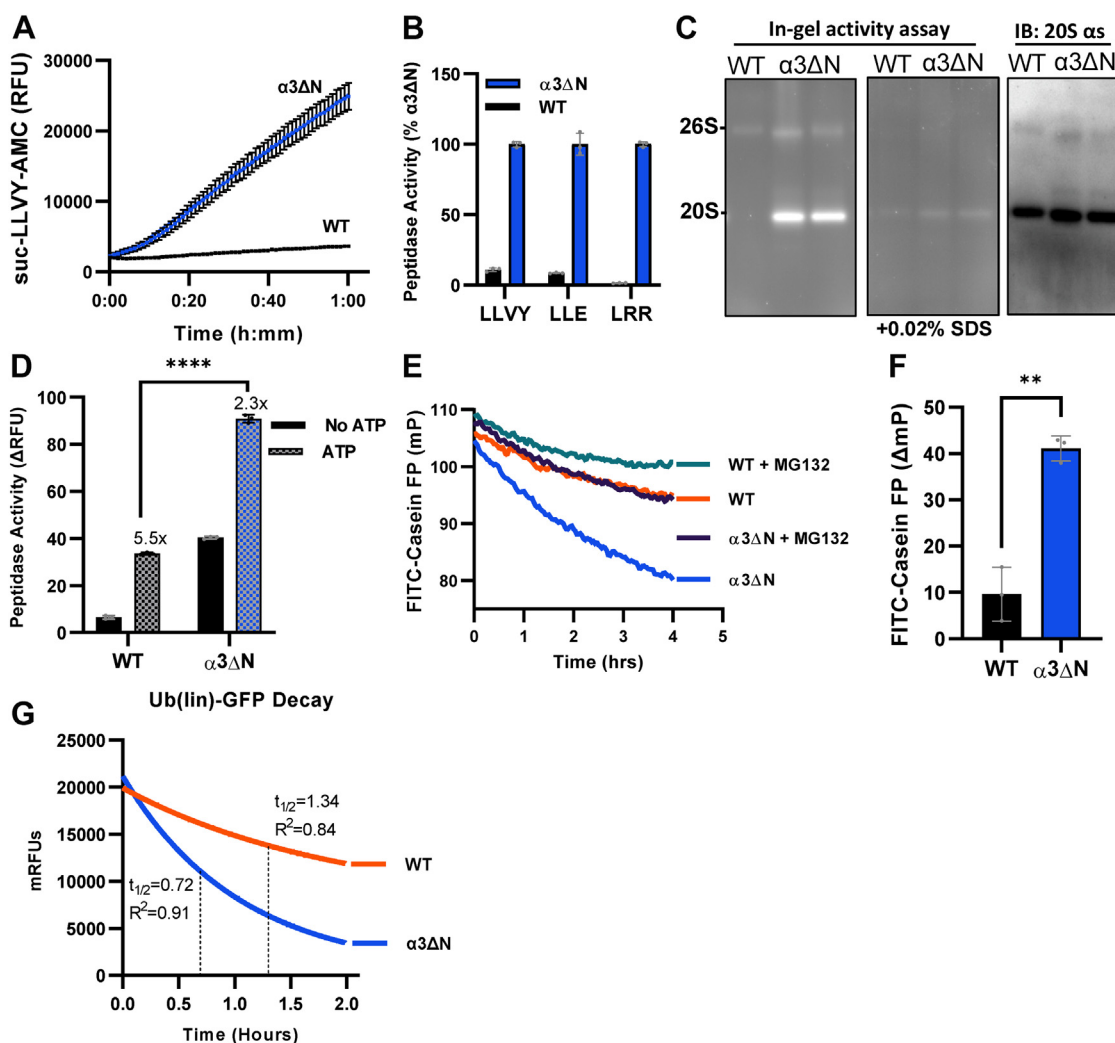 A
suc-LLVY-AMC (RFU)
30000
20000
10000
0
α3ΔN
WT
0:00
0:20
0:40
1:00
Time (h:mm)
B
Peptidase Activity (% α3ΔN)
150
100
50
0
α3ΔN
WT
LLVY
LLE
LRR
C
In-gel activity assay
IB: 20S αs
WT α3ΔN
WT α3ΔN
WT α3ΔN
26S
20S
+0.02% SDS
D
Peptidase Activity (ΔRFU)
100
80
60
40
20
0
****
5.5x
2.3x
No ATP
ATP
WT
α3ΔN
E
FITC-Casein FP (mP)
110
100
90
80
WT + MG132
WT
α3ΔN + MG132
α3ΔN
0
1
2
3
4
5
Time (hrs)
F
FITC-Casein FP (ΔmP)
50
40
30
20
10
0
**
WT
α3ΔN
G
Ub(lin)-GFP Decay
mRFUs
25000
20000
15000
10000
5000
0
t1/2=1.34
R2=0.84
t1/2=0.72
R2=0.91
WT
α3ΔN
0.0
0.5
1.0
1.5
2.0
Time (Hours)